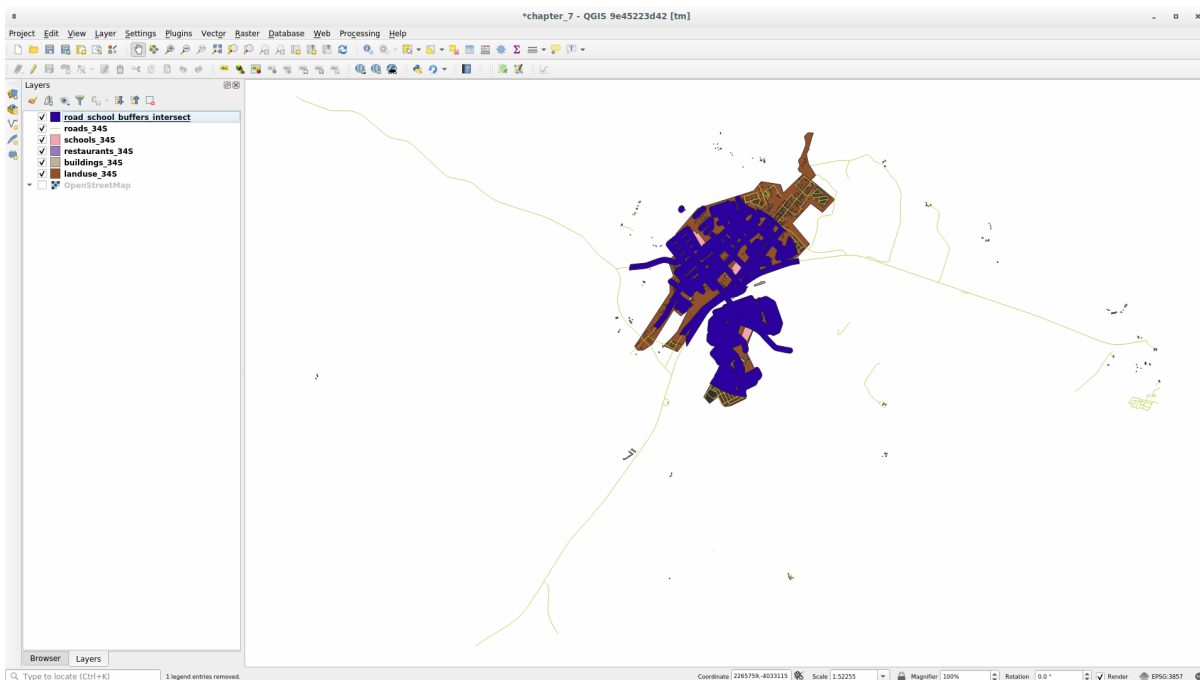 *chapter_7 - QGIS 9e45223d42 [tm]
Project Edit View Layer Settings Plugins Vector Raster Database Web Processing Help
Layers
road_school_buffers_intersect
roads_34S
schools_34S
restaurants_34S
buildings_34S
landuse_34S
OpenStreetMap
Browser Layers
Type to locate (Ctrl+K) 1 legend entries removed. Coordinate 2265759,-4033115 Scale 1:52255 Magnifier 100% Rotation 0.0 ° Render EPSG:3857